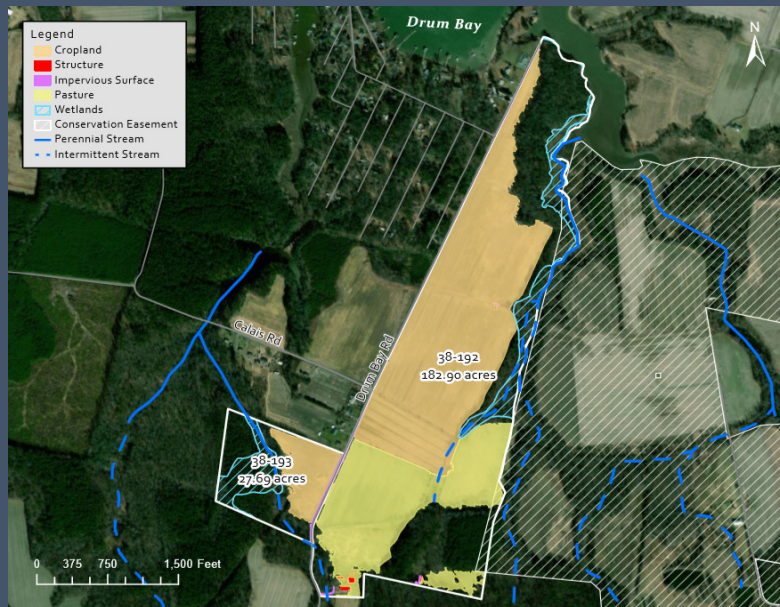 Drum Bay
N
Legend
Cropland
Structure
Impervious Surface
Pasture
Wetlands
Conservation Easement
Perennial Stream
Intermittent Stream
Calais Rd
Drum Bay Rd
38-192
182.90 acres
38-193
27.69 acres
0 375 750 1,500 Feet